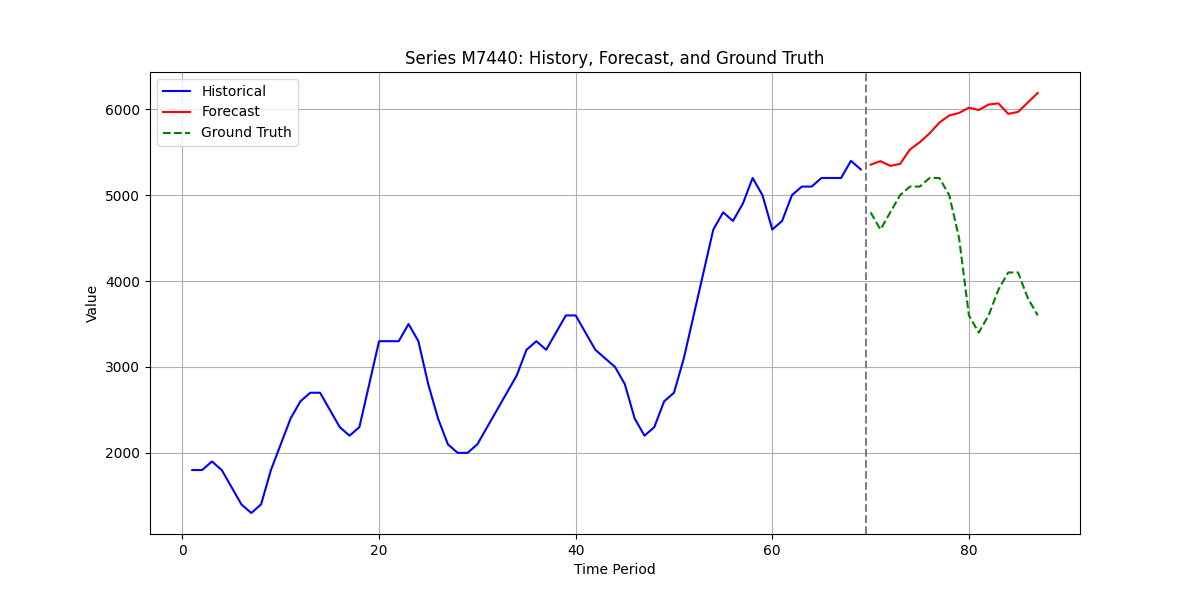 Series M7440: History, Forecast, and Ground Truth
Historical
Forecast
Ground Truth
6000
5000
4000
3000
2000
Value
0 20 40 60 80
Time Period